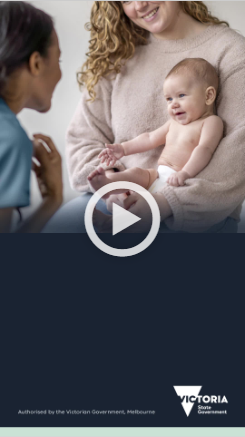 VICTORIA
State
Government
Authorised by the Victorian Government, Melbourne